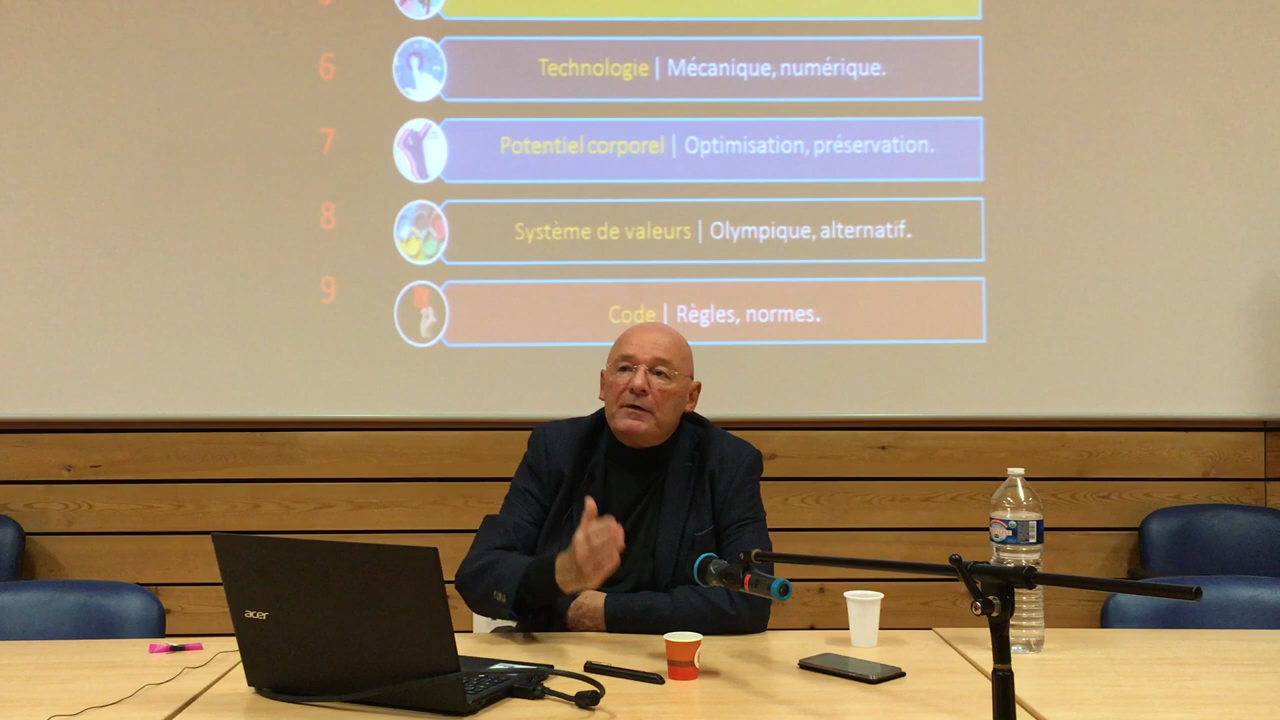 6
Technologie | Mécanique, numérique.
7
Potentiel corporel | Optimisation, préservation.
8
Système de valeurs | Olympique, alternatif.
9
Code | Règles, normes.
acer